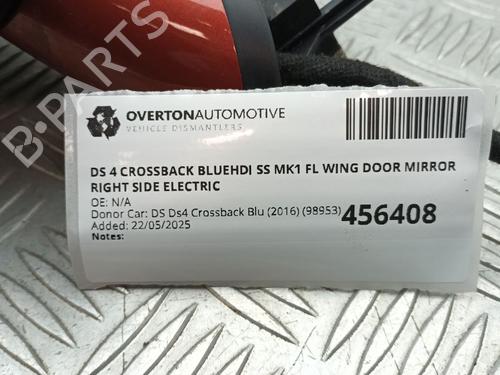 OVERTONAUTOMOTIVE
VEHICLE DISMANTLERS
DS 4 CROSSBACK BLUEHDI SS MK1 FL WING DOOR MIRROR
RIGHT SIDE ELECTRIC
OE: N/A
Donor Car: DS Ds4 Crossback Blu (2016) (98953)
456408
Added: 22/05/2025
Notes:
B-PARTS